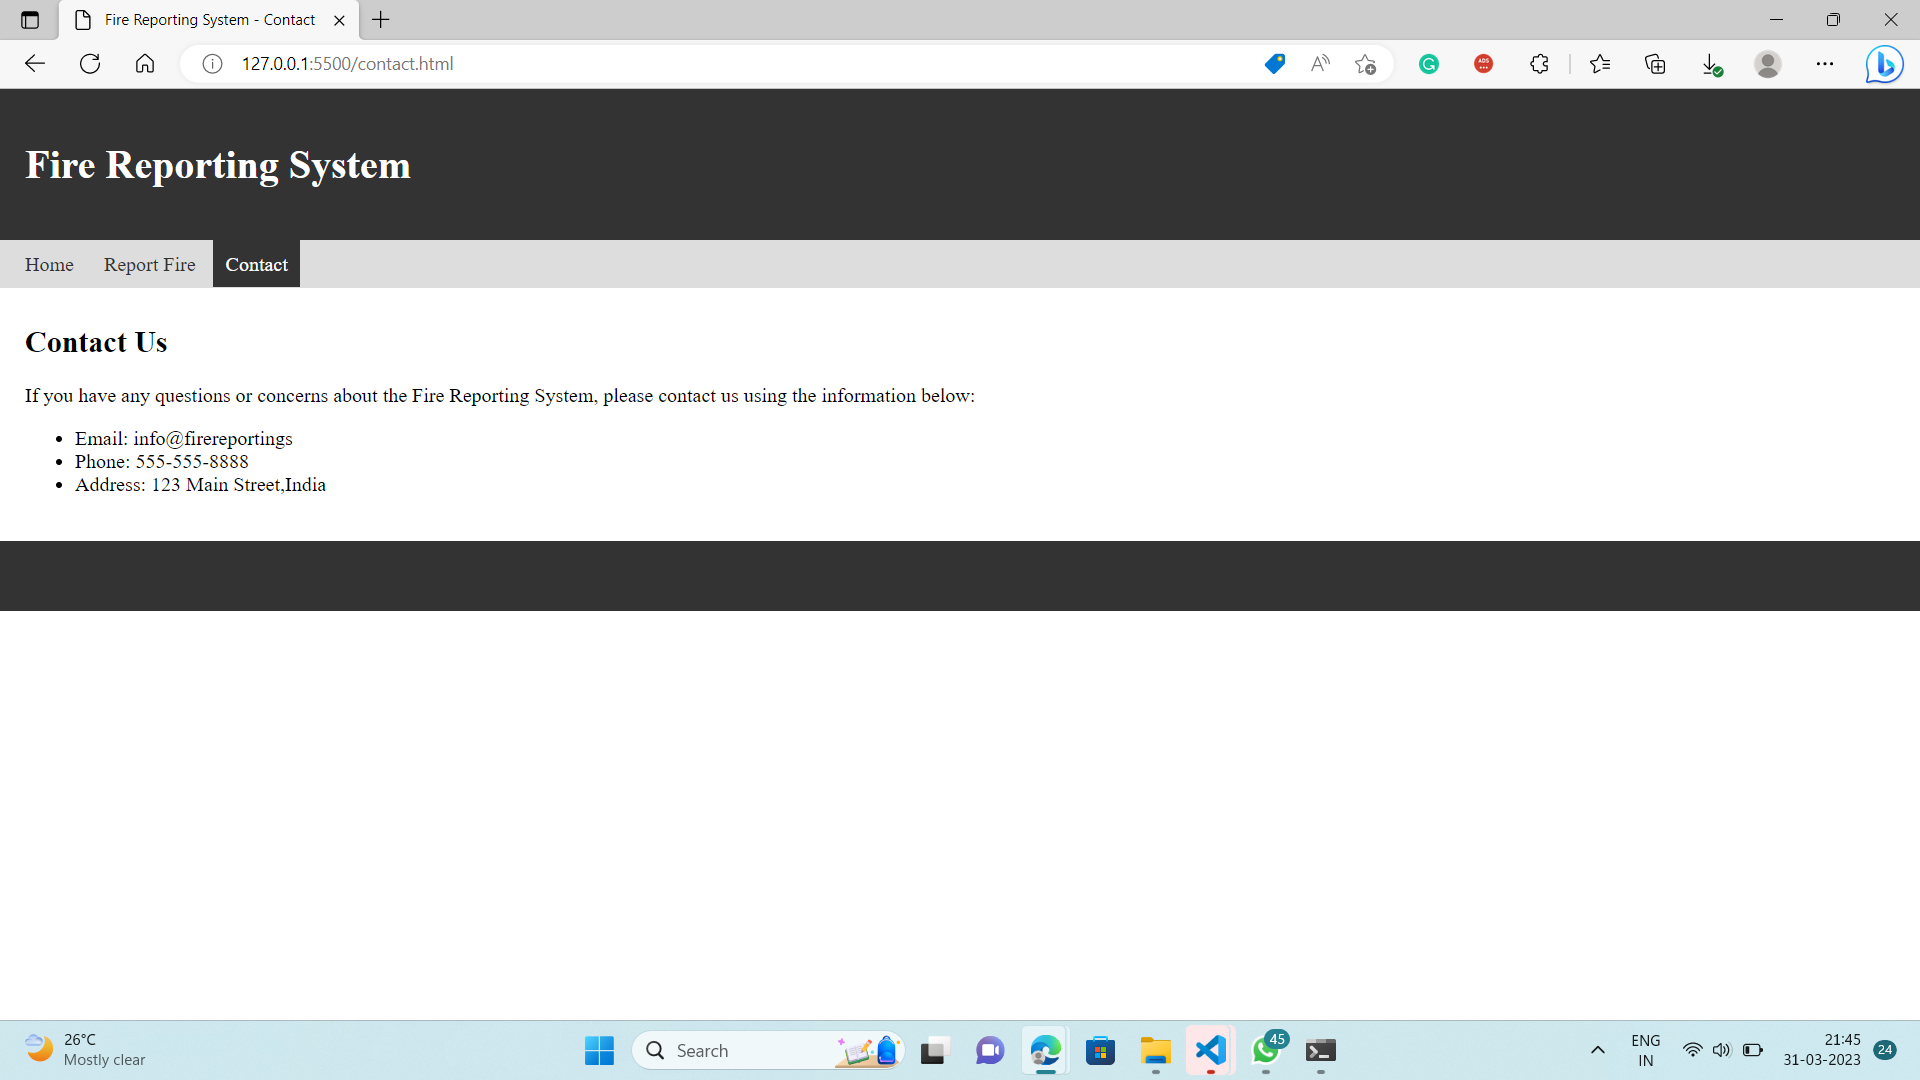 Fire Reporting System - Contact
127.0.0.1:5500/contact.html
ADS
Fire Reporting System
Home Report Fire Contact
Contact Us
If you have any questions or concerns about the Fire Reporting System, please contact us using the information below:
• Email: info@firereportings
• Phone: 555-555-8888
• Address: 123 Main Street,India
26°C
Mostly clear
Search
45
ENG
IN
21:45
31-03-2023
24